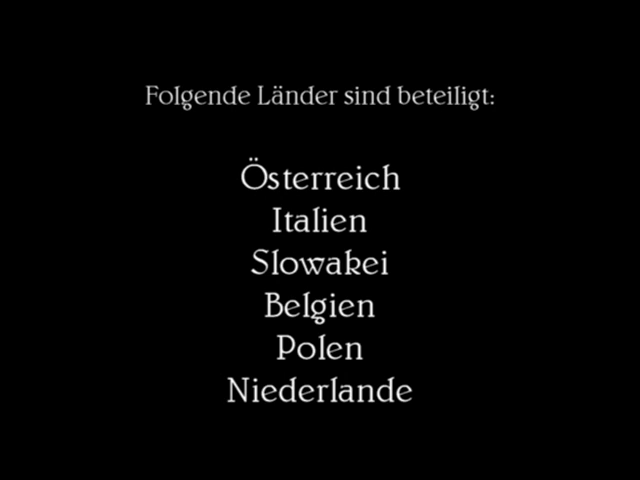 Folgende Länder sind beteiligt:
Österreich
Italien
Slowakei
Belgien
Polen
Niederlande